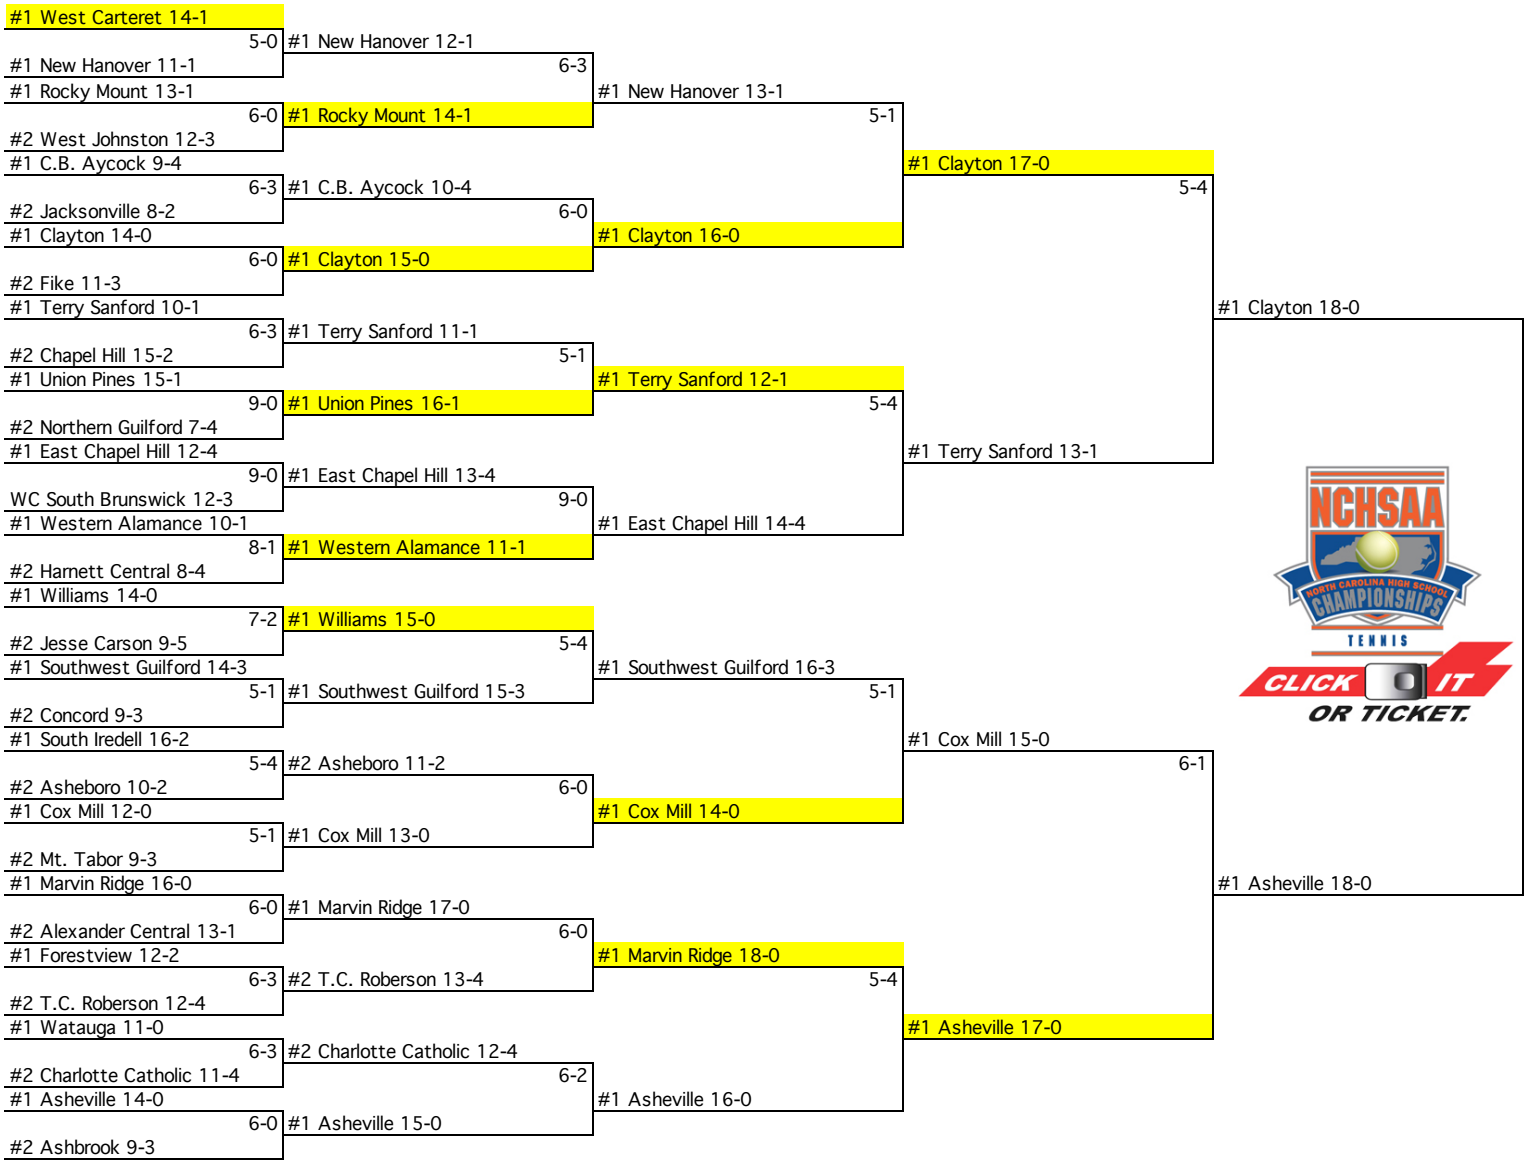 #1 West Carteret 14-1
5-0
#1 New Hanover 12-1
#1 New Hanover 11-1
6-3
#1 Rocky Mount 13-1
#1 New Hanover 13-1
6-0
#1 Rocky Mount 14-1
5-1
#2 West Johnston 12-3
#1 C.B. Aycock 9-4
#1 Clayton 17-0
6-3
#1 C.B. Aycock 10-4
5-4
#2 Jacksonville 8-2
6-0
#1 Clayton 14-0
#1 Clayton 16-0
6-0
#1 Clayton 15-0
#2 Fike 11-3
#1 Terry Sanford 10-1
#1 Clayton 18-0
6-3
#1 Terry Sanford 11-1
#2 Chapel Hill 15-2
5-1
#1 Union Pines 15-1
#1 Terry Sanford 12-1
9-0
#1 Union Pines 16-1
5-4
#2 Northern Guilford 7-4
#1 East Chapel Hill 12-4
#1 Terry Sanford 13-1
9-0
#1 East Chapel Hill 13-4
WC South Brunswick 12-3
9-0
#1 Western Alamance 10-1
#1 East Chapel Hill 14-4
8-1
#1 Western Alamance 11-1
#2 Harnett Central 8-4
#1 Williams 14-0
7-2
#1 Williams 15-0
#2 Jesse Carson 9-5
5-4
#1 Southwest Guilford 14-3
#1 Southwest Guilford 16-3
5-1
#1 Southwest Guilford 15-3
5-1
#2 Concord 9-3
#1 South Iredell 16-2
#1 Cox Mill 15-0
5-4
#2 Asheboro 11-2
6-1
#2 Asheboro 10-2
6-0
#1 Cox Mill 12-0
#1 Cox Mill 14-0
5-1
#1 Cox Mill 13-0
#2 Mt. Tabor 9-3
#1 Marvin Ridge 16-0
#1 Asheville 18-0
6-0
#1 Marvin Ridge 17-0
#2 Alexander Central 13-1
6-0
#1 Forestview 12-2
#1 Marvin Ridge 18-0
6-3
#2 T.C. Roberson 13-4
5-4
#2 T.C. Roberson 12-4
#1 Watauga 11-0
#1 Asheville 17-0
6-3
#2 Charlotte Catholic 12-4
#2 Charlotte Catholic 11-4
6-2
#1 Asheville 14-0
#1 Asheville 16-0
6-0
#1 Asheville 15-0
#2 Ashbrook 9-3
NCHSAA
NORTH CAROLINA HIGH SCHOOL
CHAMPIONSHIPS
TENNIS
CLICK IT
OR TICKET.